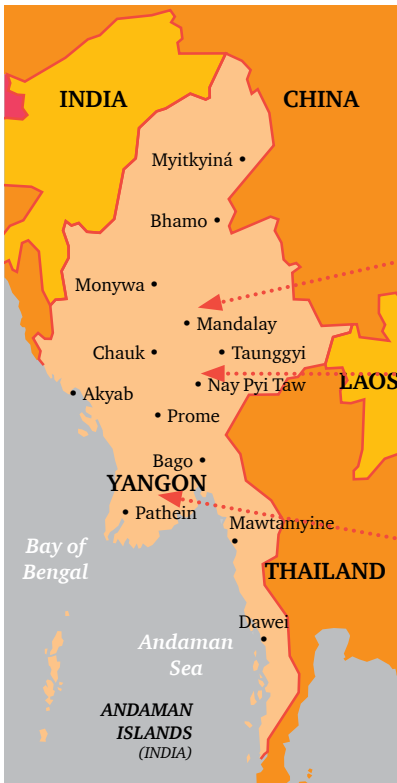 INDIA
CHINA
Myitkyiná
Bhamo
Monywa
Mandalay
Chauk
Taunggyi
Akyab
Nay Pyi Taw
LAOS
Prome
Bago
YANGON
Pathein
Mawtamyine
Bay of
Bengal
THAILAND
Dawei
Andaman
Sea
ANDAMAN
ISLANDS
(INDIA)